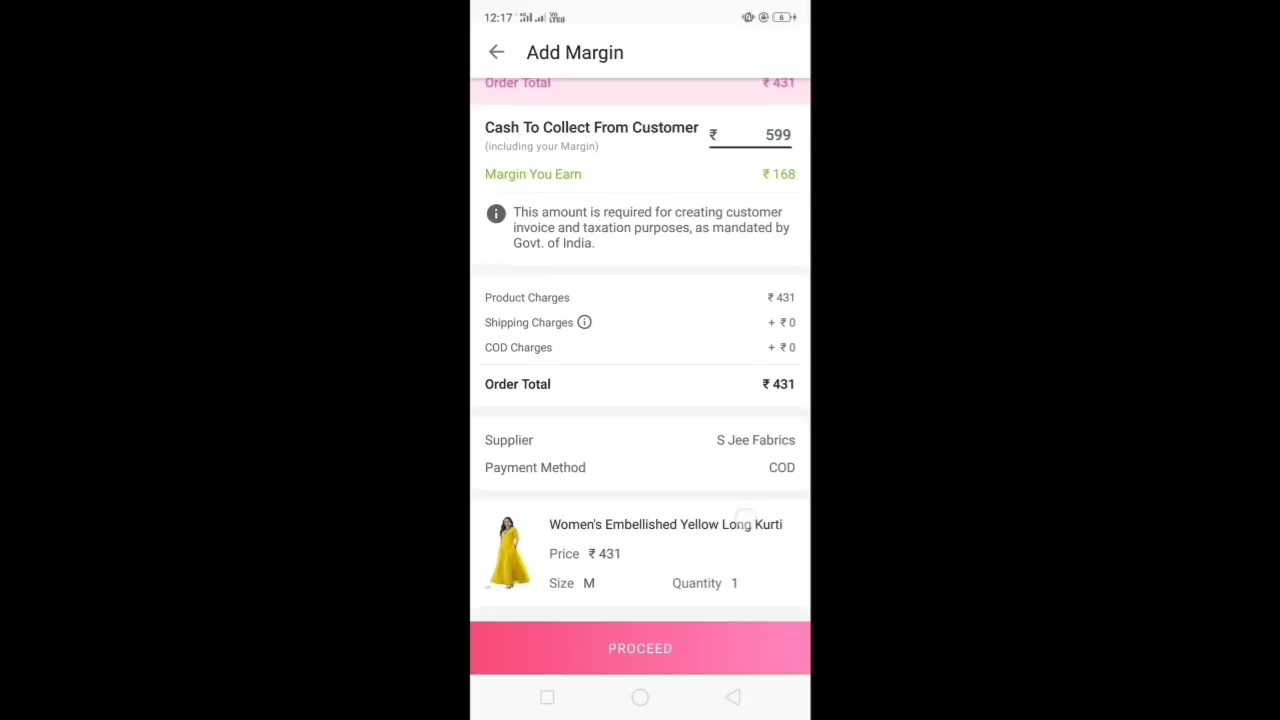 12:17
Add Margin
Order Total ₹ 431
Cash To Collect From Customer ₹ 599
(including your Margin)
Margin You Earn ₹ 168
This amount is required for creating customer
invoice and taxation purposes, as mandated by
Govt. of India.
Product Charges ₹ 431
Shipping Charges + ₹ 0
COD Charges + ₹ 0
Order Total ₹ 431
Supplier S Jee Fabrics
Payment Method COD
Women's Embellished Yellow Long Kurti
Price ₹ 431
Size M Quantity 1
PROCEED